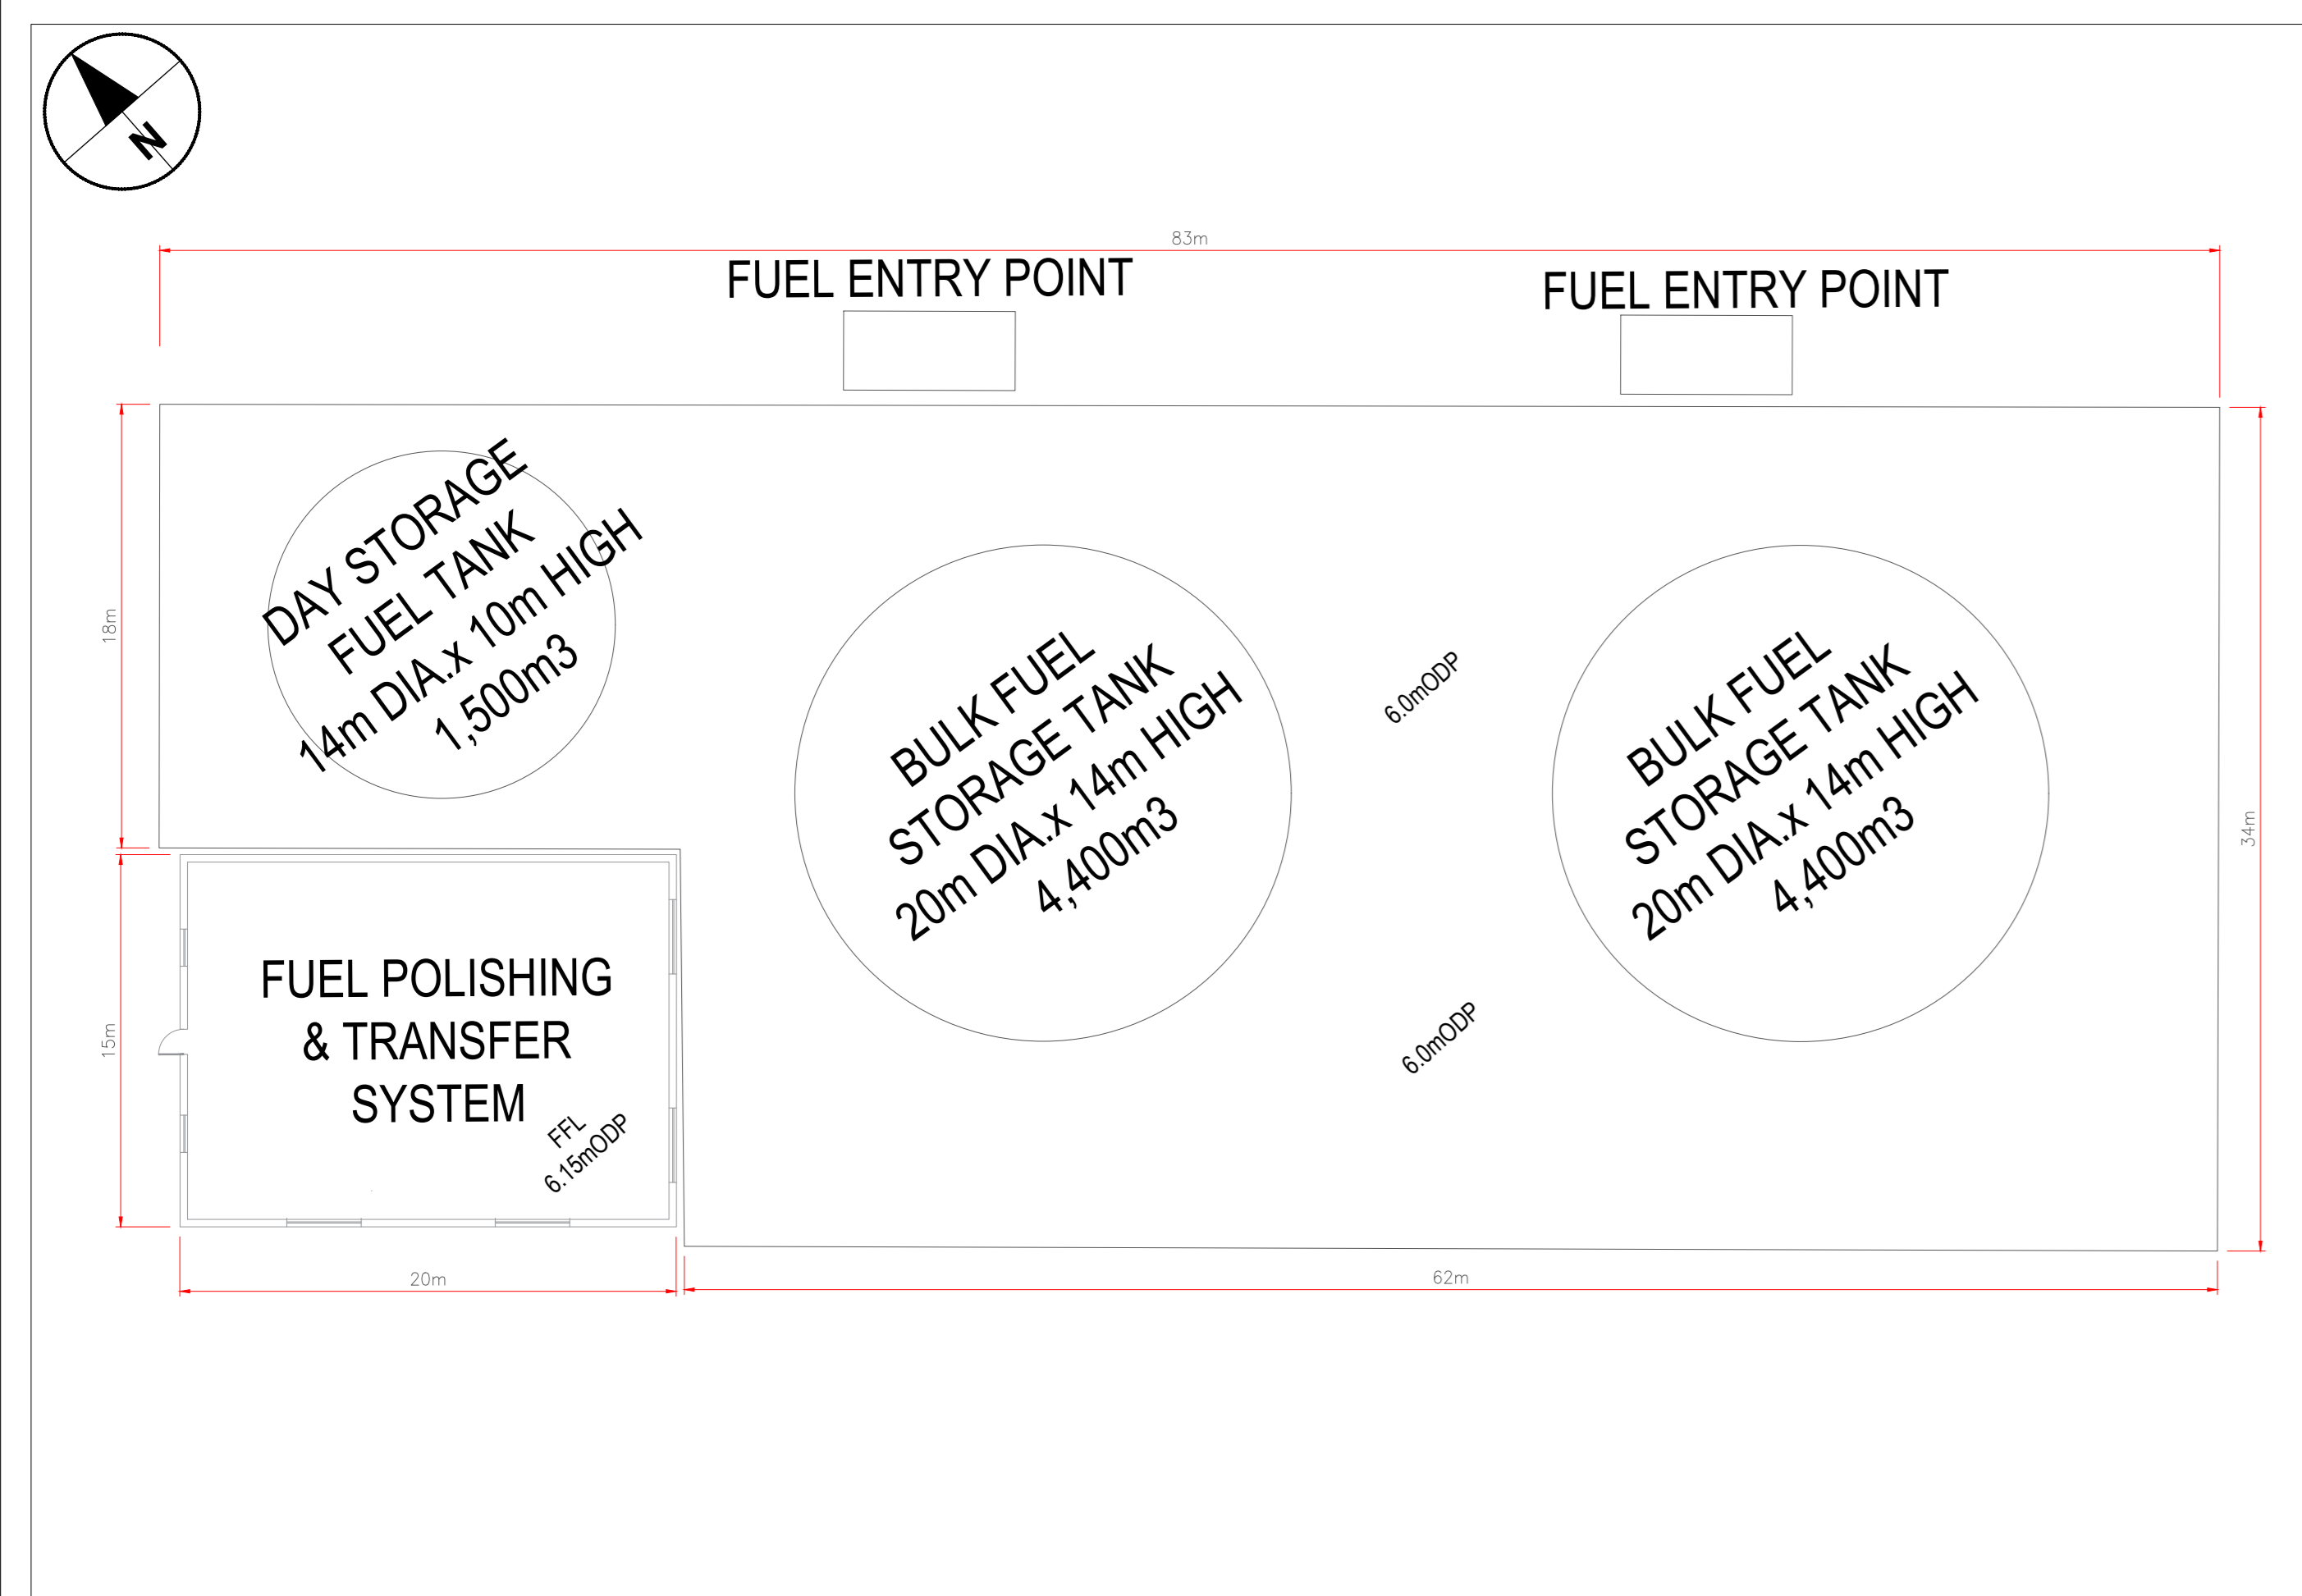 N
83m
FUEL ENTRY POINT
FUEL ENTRY POINT
18m
DAY STORAGE
FUEL TANK
14m DIA.x 10m HIGH
1,500m3
BULK FUEL
STORAGE TANK
20m DIA.x 14m HIGH
4,400m3
6.0mODP
6.0mODP
BULK FUEL
STORAGE TANK
20m DIA.x 14m HIGH
4,400m3
34m
15m
FUEL POLISHING
& TRANSFER
SYSTEM
FFL
6.15mODP
20m
62m